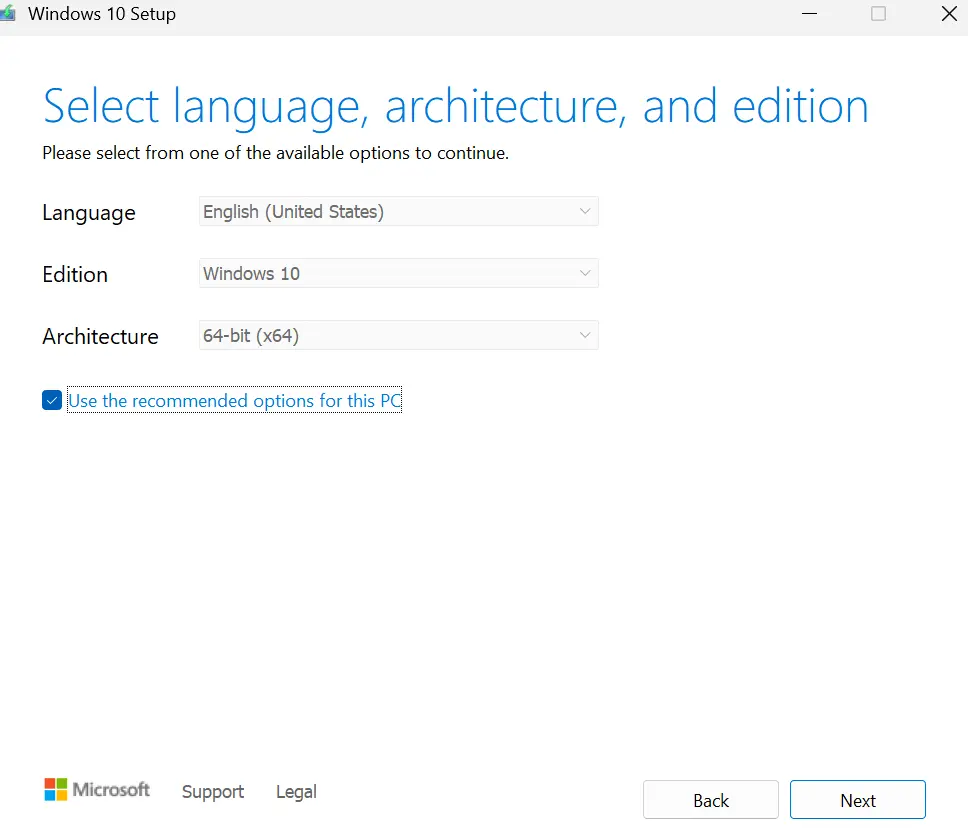 Windows 10 Setup
Select language, architecture, and edition
Please select from one of the available options to continue.
Language English (United States)
Edition Windows 10
Architecture 64-bit (x64)
Use the recommended options for this PC
Microsoft Support Legal Back Next